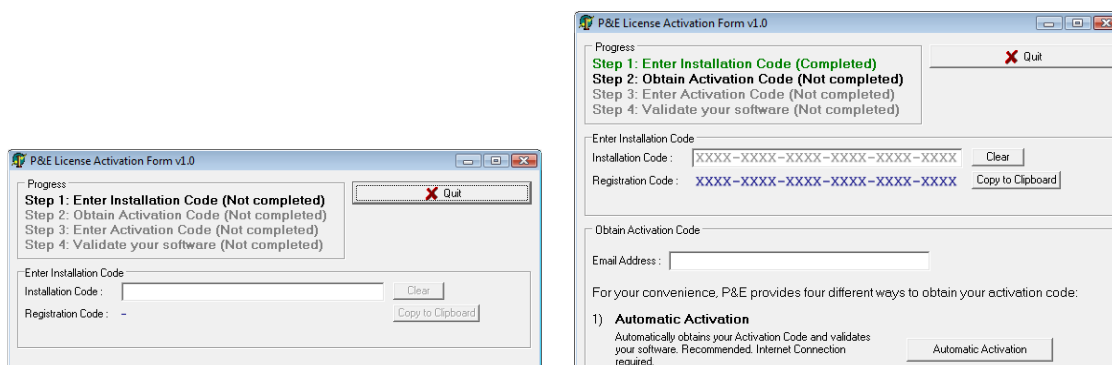 P&E License Activation Form v1.0
Progress
Step 1: Enter Installation Code (Not completed)
Step 2: Obtain Activation Code (Not completed)
Step 3: Enter Activation Code (Not completed)
Step 4: Validate your software (Not completed)
Quit
Enter Installation Code
Installation Code :
Clear
Registration Code : -
Copy to Clipboard
P&E License Activation Form v1.0
Progress
Step 1: Enter Installation Code (Completed)
Step 2: Obtain Activation Code (Not completed)
Step 3: Enter Activation Code (Not completed)
Step 4: Validate your software (Not completed)
Quit
Enter Installation Code
Installation Code : XXXX-XXXX-XXXX-XXXX-XXXX-XXXX
Clear
Registration Code : XXXX-XXXX-XXXX-XXXX-XXXX-XXXX
Copy to Clipboard
Obtain Activation Code
Email Address :
For your convenience, P&E provides four different ways to obtain your activation code:
1) Automatic Activation
Automatically obtains your Activation Code and validates
your software. Recommended. Internet Connection
required.
Automatic Activation